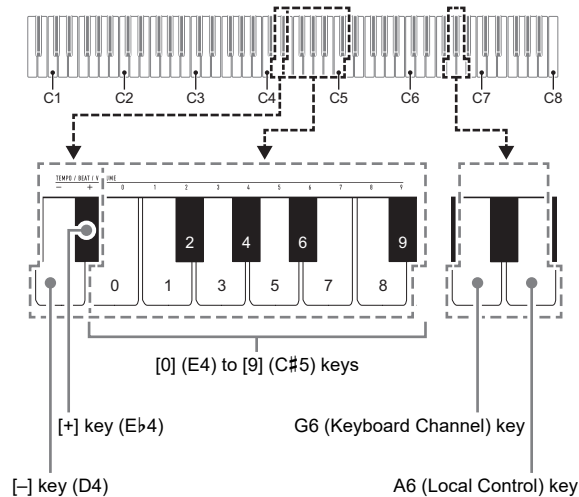 C1 C2 C3 C4 C5 C6 C7 C8
TEMPO / BEAT / V UME
− + 0 1 2 3 4 5 6 7 8 9
2 4 6 9
0 1 3 5 7 8
[0] (E4) to [9] (C♯5) keys
[+] key (E♭4)
G6 (Keyboard Channel) key
[–] key (D4)
A6 (Local Control) key